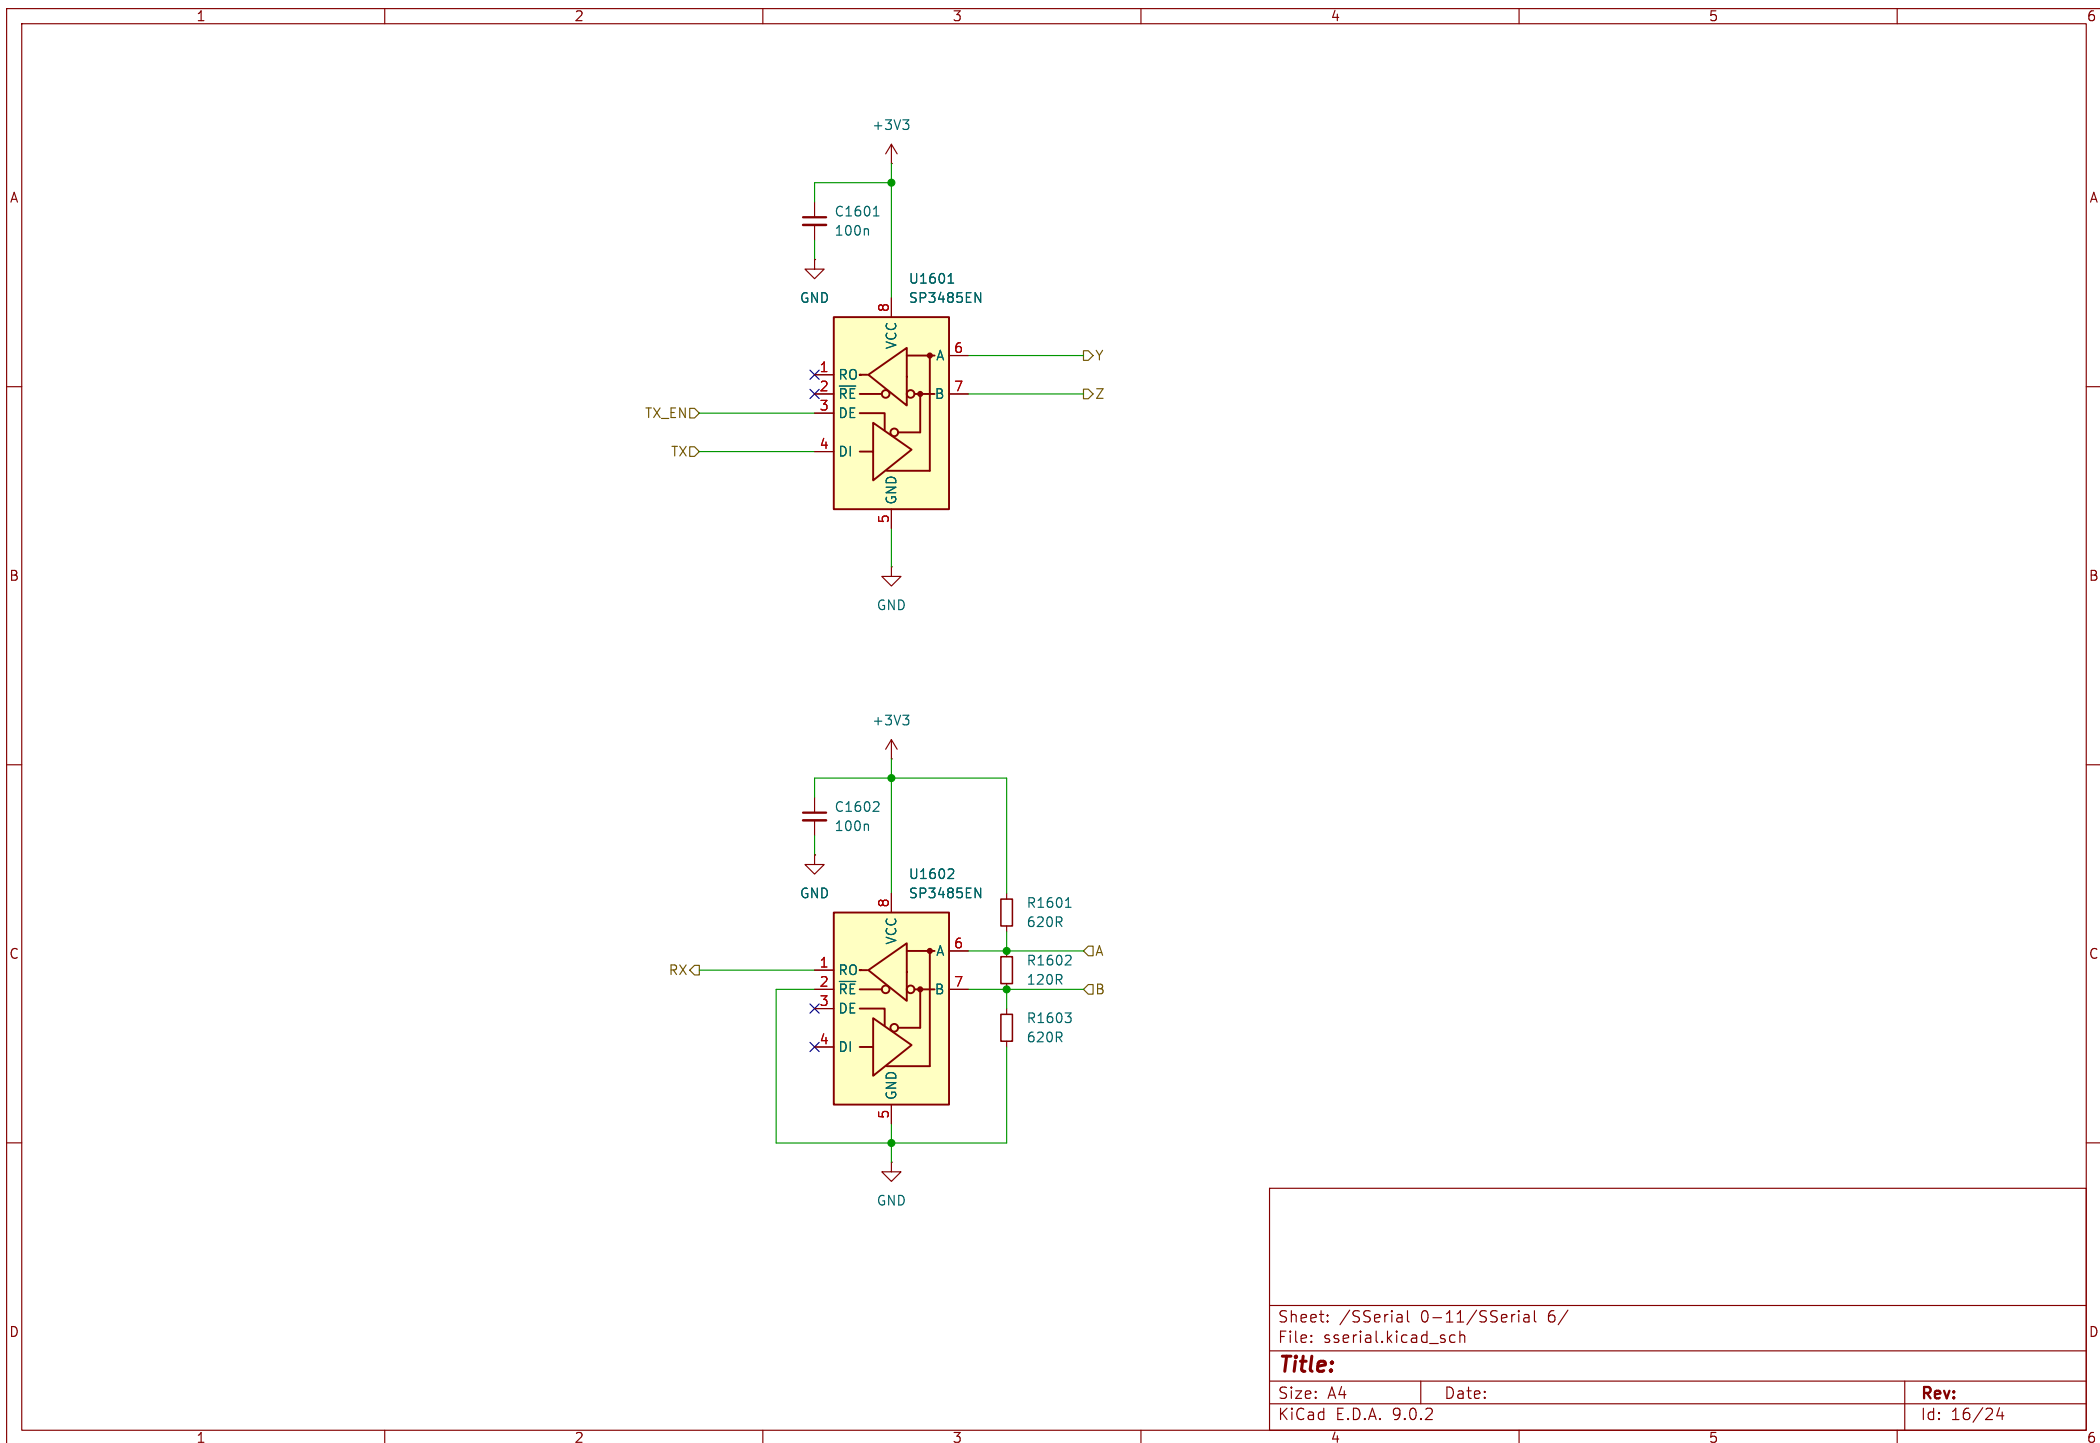 1 2 3 4 5 6
A A
B B
C C
D D
+3V3
C1601
100n
GND
U1601
SP3485EN
8
VCC
1 RO
2 RE
3 DE
4 DI
A 6
B 7
GND
5
TX_EN
TX
Y
Z
GND
+3V3
C1602
100n
GND
U1602
SP3485EN
8
VCC
1 RO
2 RE
3 DE
4 DI
A 6
B 7
GND
5
RX
R1601
620R
A
R1602
120R
B
R1603
620R
GND
Sheet: /SSerial 0-11/SSerial 6/
File: sserial.kicad_sch
Title:
Size: A4 Date: Rev:
KiCad E.D.A. 9.0.2 Id: 16/24
1 2 3 4 5 6